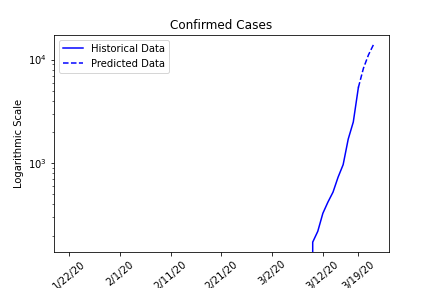 Confirmed Cases
Historical Data
Predicted Data
Logarithmic Scale
10⁴
10³
1/22/20
2/1/20
2/11/20
2/21/20
3/2/20
3/12/20
3/19/20